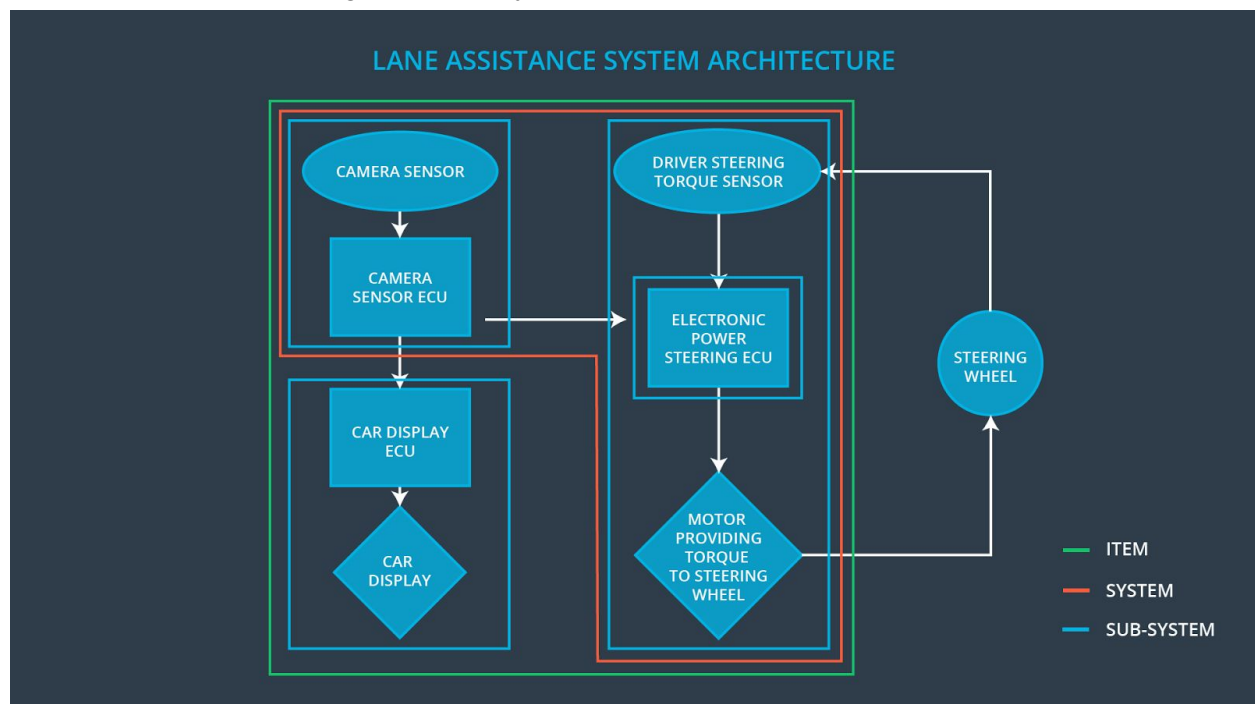 LANE ASSISTANCE SYSTEM ARCHITECTURE
CAMERA SENSOR
CAMERA
SENSOR ECU
CAR DISPLAY
ECU
CAR
DISPLAY
DRIVER STEERING
TORQUE SENSOR
ELECTRONIC
POWER
STEERING ECU
MOTOR
PROVIDING
TORQUE
TO STEERING
WHEEL
STEERING
WHEEL
ITEM
SYSTEM
SUB-SYSTEM